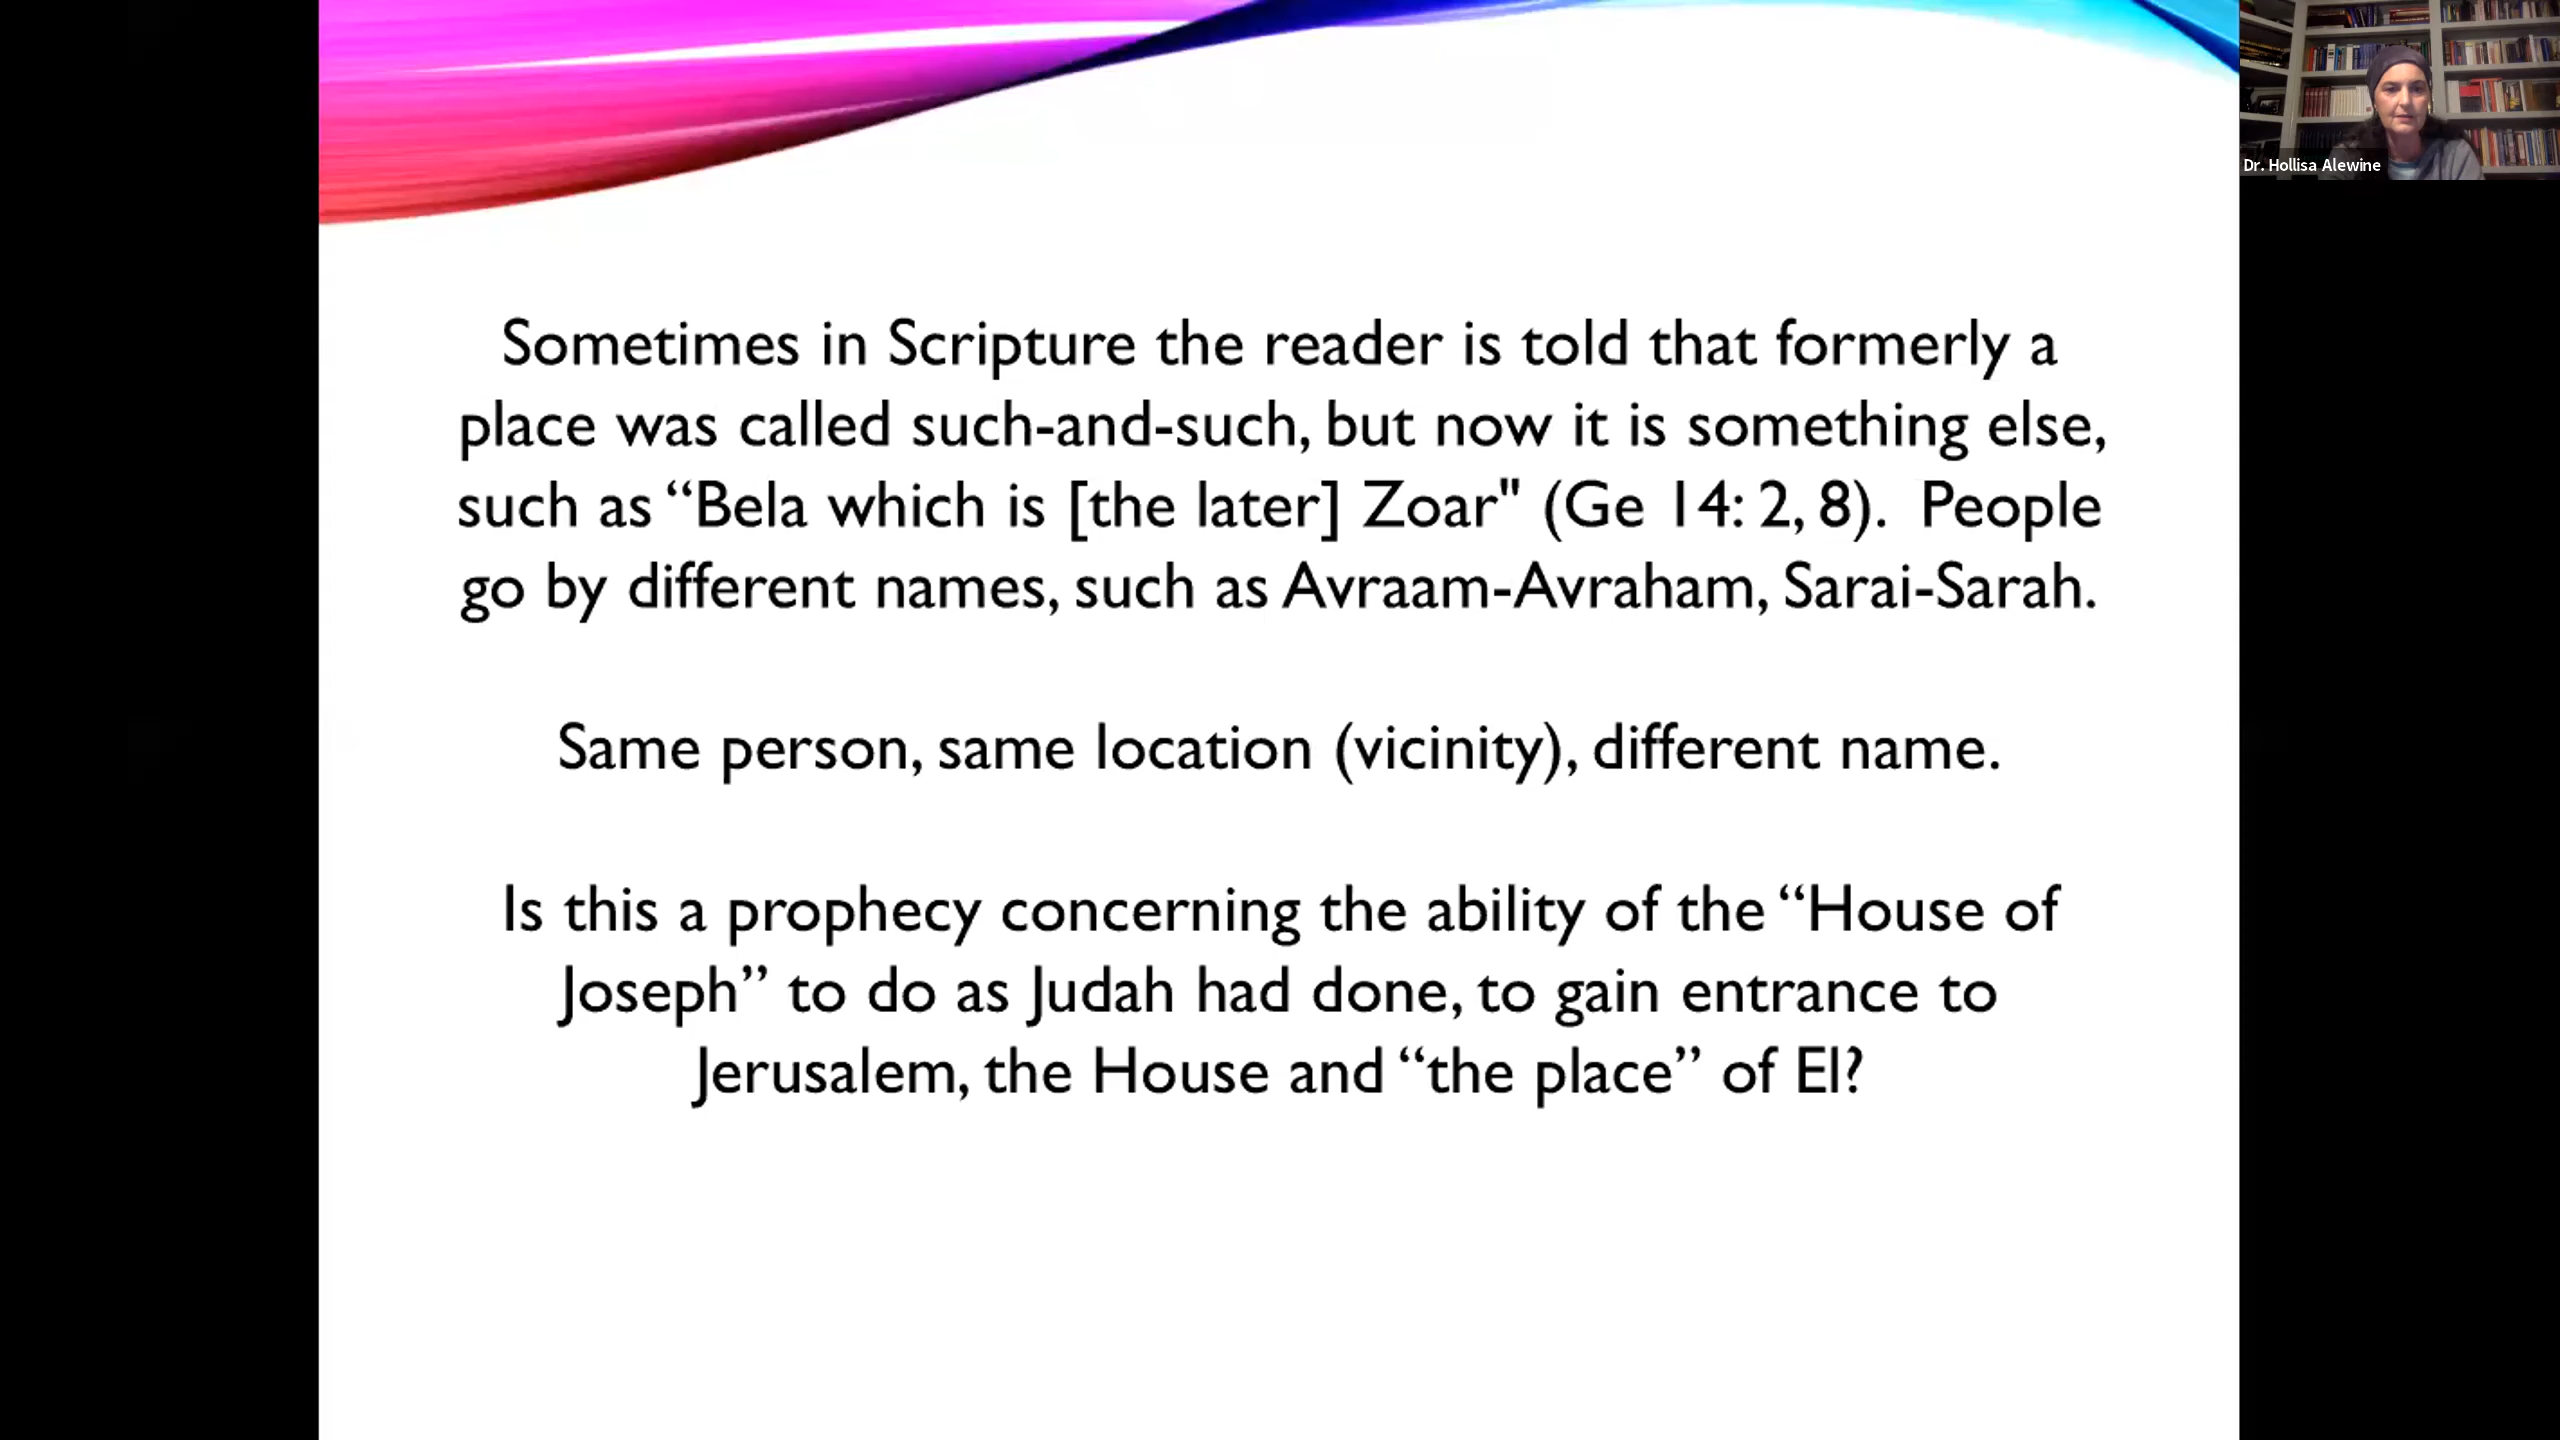 Dr. Hollisa Alewine
Sometimes in Scripture the reader is told that formerly a
place was called such-and-such, but now it is something else,
such as “Bela which is [the later] Zoar" (Ge 14: 2, 8).  People
go by different names, such as Avraam-Avraham, Sarai-Sarah.
Same person, same location (vicinity), different name.
Is this a prophecy concerning the ability of the “House of
Joseph” to do as Judah had done, to gain entrance to
Jerusalem, the House and “the place” of El?